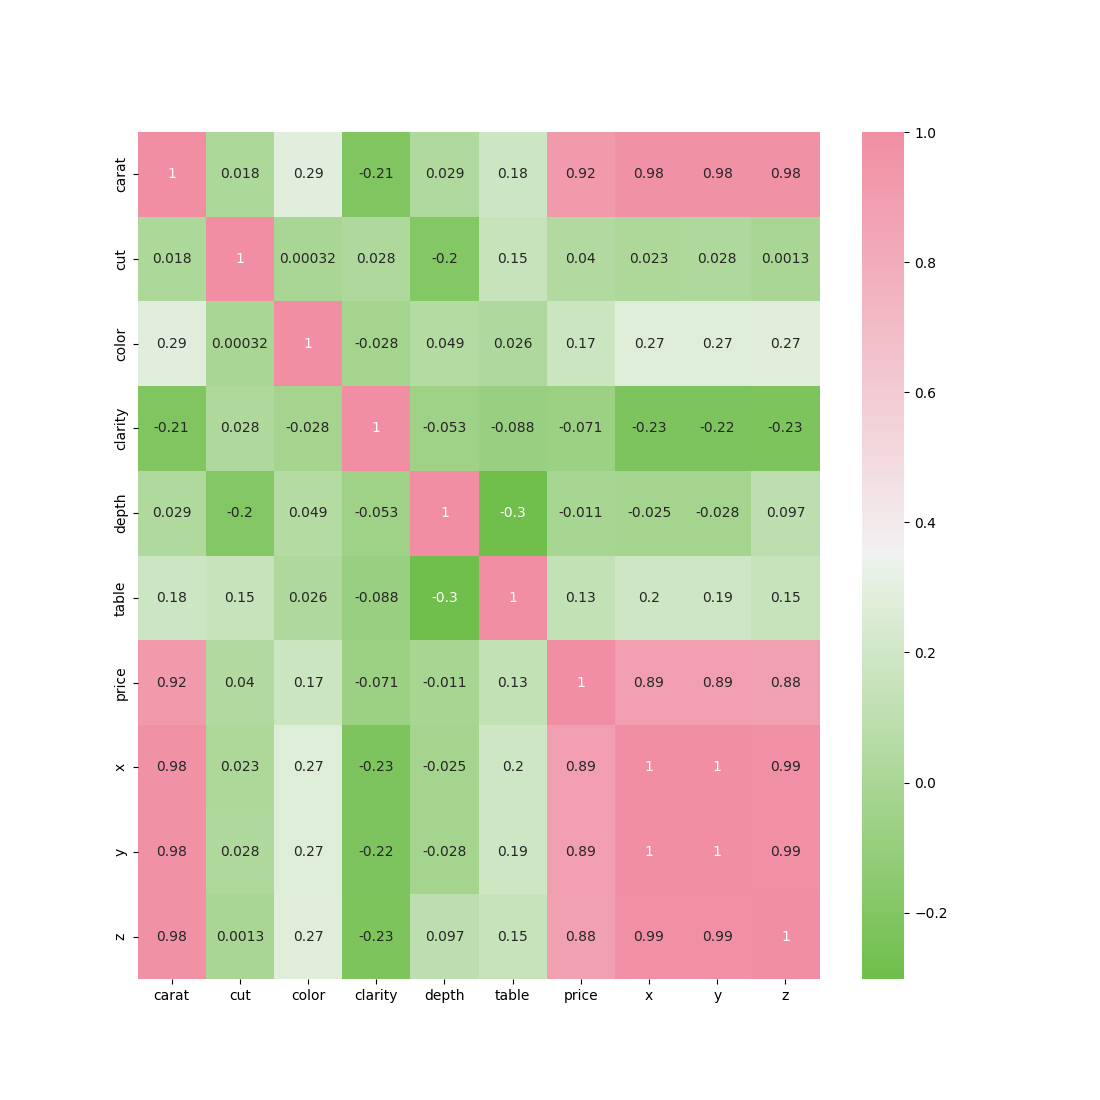 carat 1 0.018 0.29 -0.21 0.029 0.18 0.92 0.98 0.98 0.98
cut 0.018 1 0.00032 0.028 -0.2 0.15 0.04 0.023 0.028 0.0013
color 0.29 0.00032 1 -0.028 0.049 0.026 0.17 0.27 0.27 0.27
clarity -0.21 0.028 -0.028 1 -0.053 -0.088 -0.071 -0.23 -0.22 -0.23
depth 0.029 -0.2 0.049 -0.053 1 -0.3 -0.011 -0.025 -0.028 0.097
table 0.18 0.15 0.026 -0.088 -0.3 1 0.13 0.2 0.19 0.15
price 0.92 0.04 0.17 -0.071 -0.011 0.13 1 0.89 0.89 0.88
x 0.98 0.023 0.27 -0.23 -0.025 0.2 0.89 1 1 0.99
y 0.98 0.028 0.27 -0.22 -0.028 0.19 0.89 1 1 0.99
z 0.98 0.0013 0.27 -0.23 0.097 0.15 0.88 0.99 0.99 1
carat cut color clarity depth table price x y z
1.0
0.8
0.6
0.4
0.2
0.0
−0.2